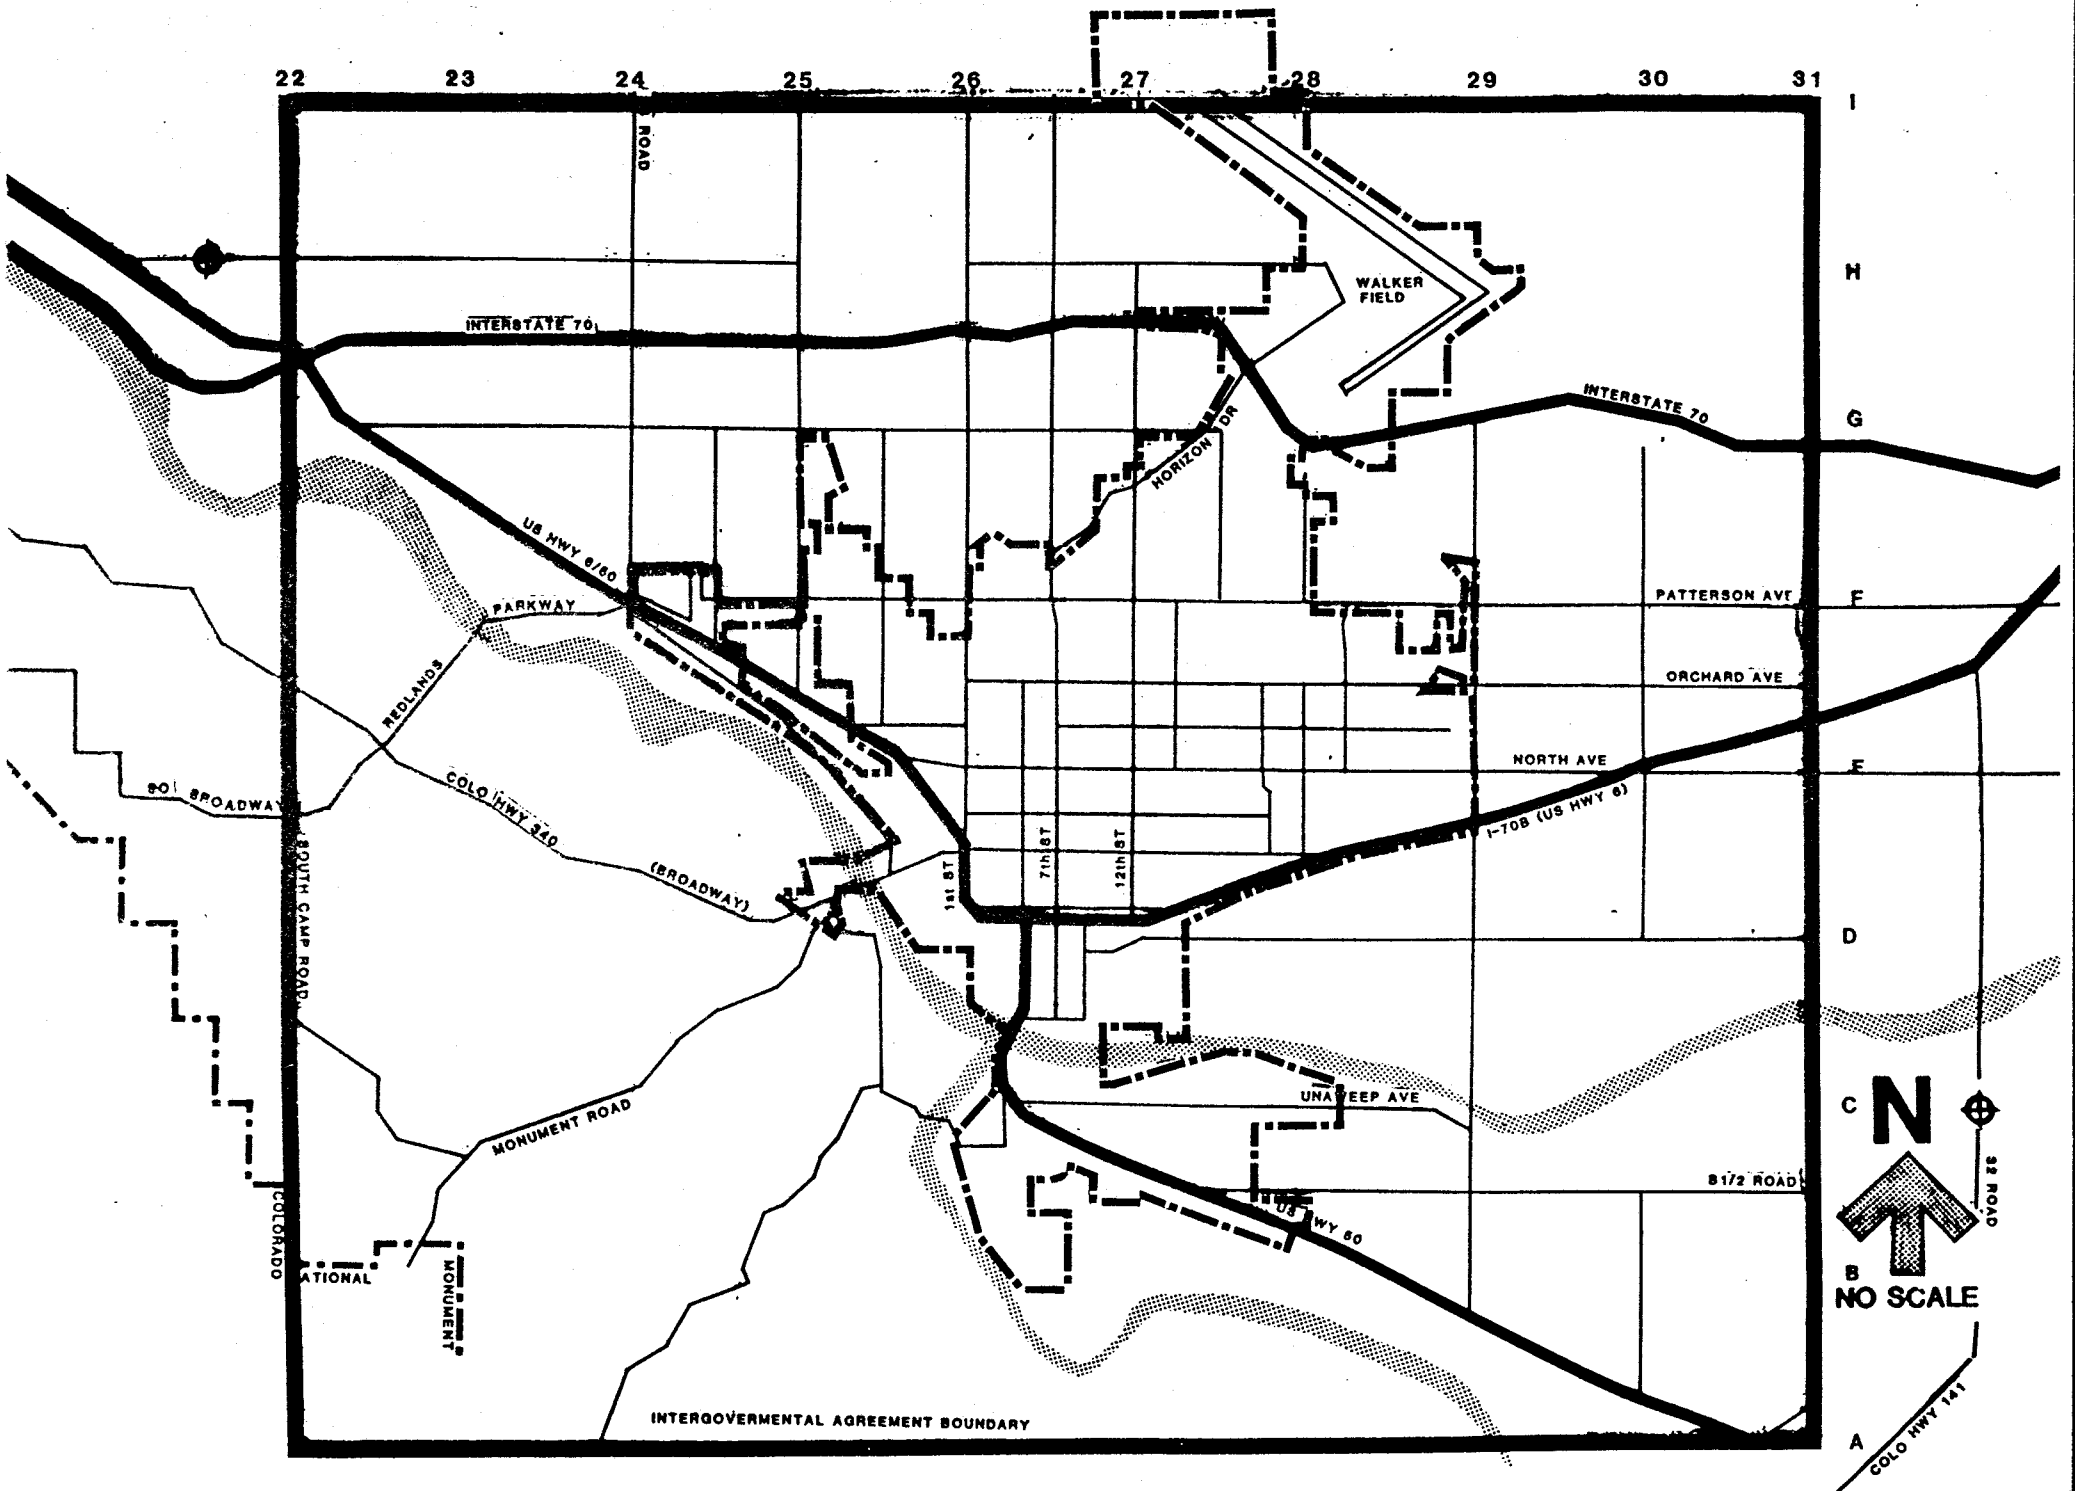 22 23 24 25 26 27 28 29 30 31
I
ROAD
H
WALKER
FIELD
INTERSTATE 70
INTERSTATE 70
G
HORIZON DR
US HWY 6/50
PARKWAY
PATTERSON AVE
F
REDLANDS
ORCHARD AVE
NORTH AVE
E
SO. BROADWAY
COLO HWY 340
I-70B (US HWY 6)
(BROADWAY)
1st ST
7th ST
12th ST
SOUTH CAMP ROAD
D
UNAWEEP AVE
C
N
MONUMENT ROAD
B 1/2 ROAD
32 ROAD
US HWY 50
COLORADO
NATIONAL
MONUMENT
B
NO SCALE
INTERGOVERMENTAL AGREEMENT BOUNDARY
A
COLO HWY 141